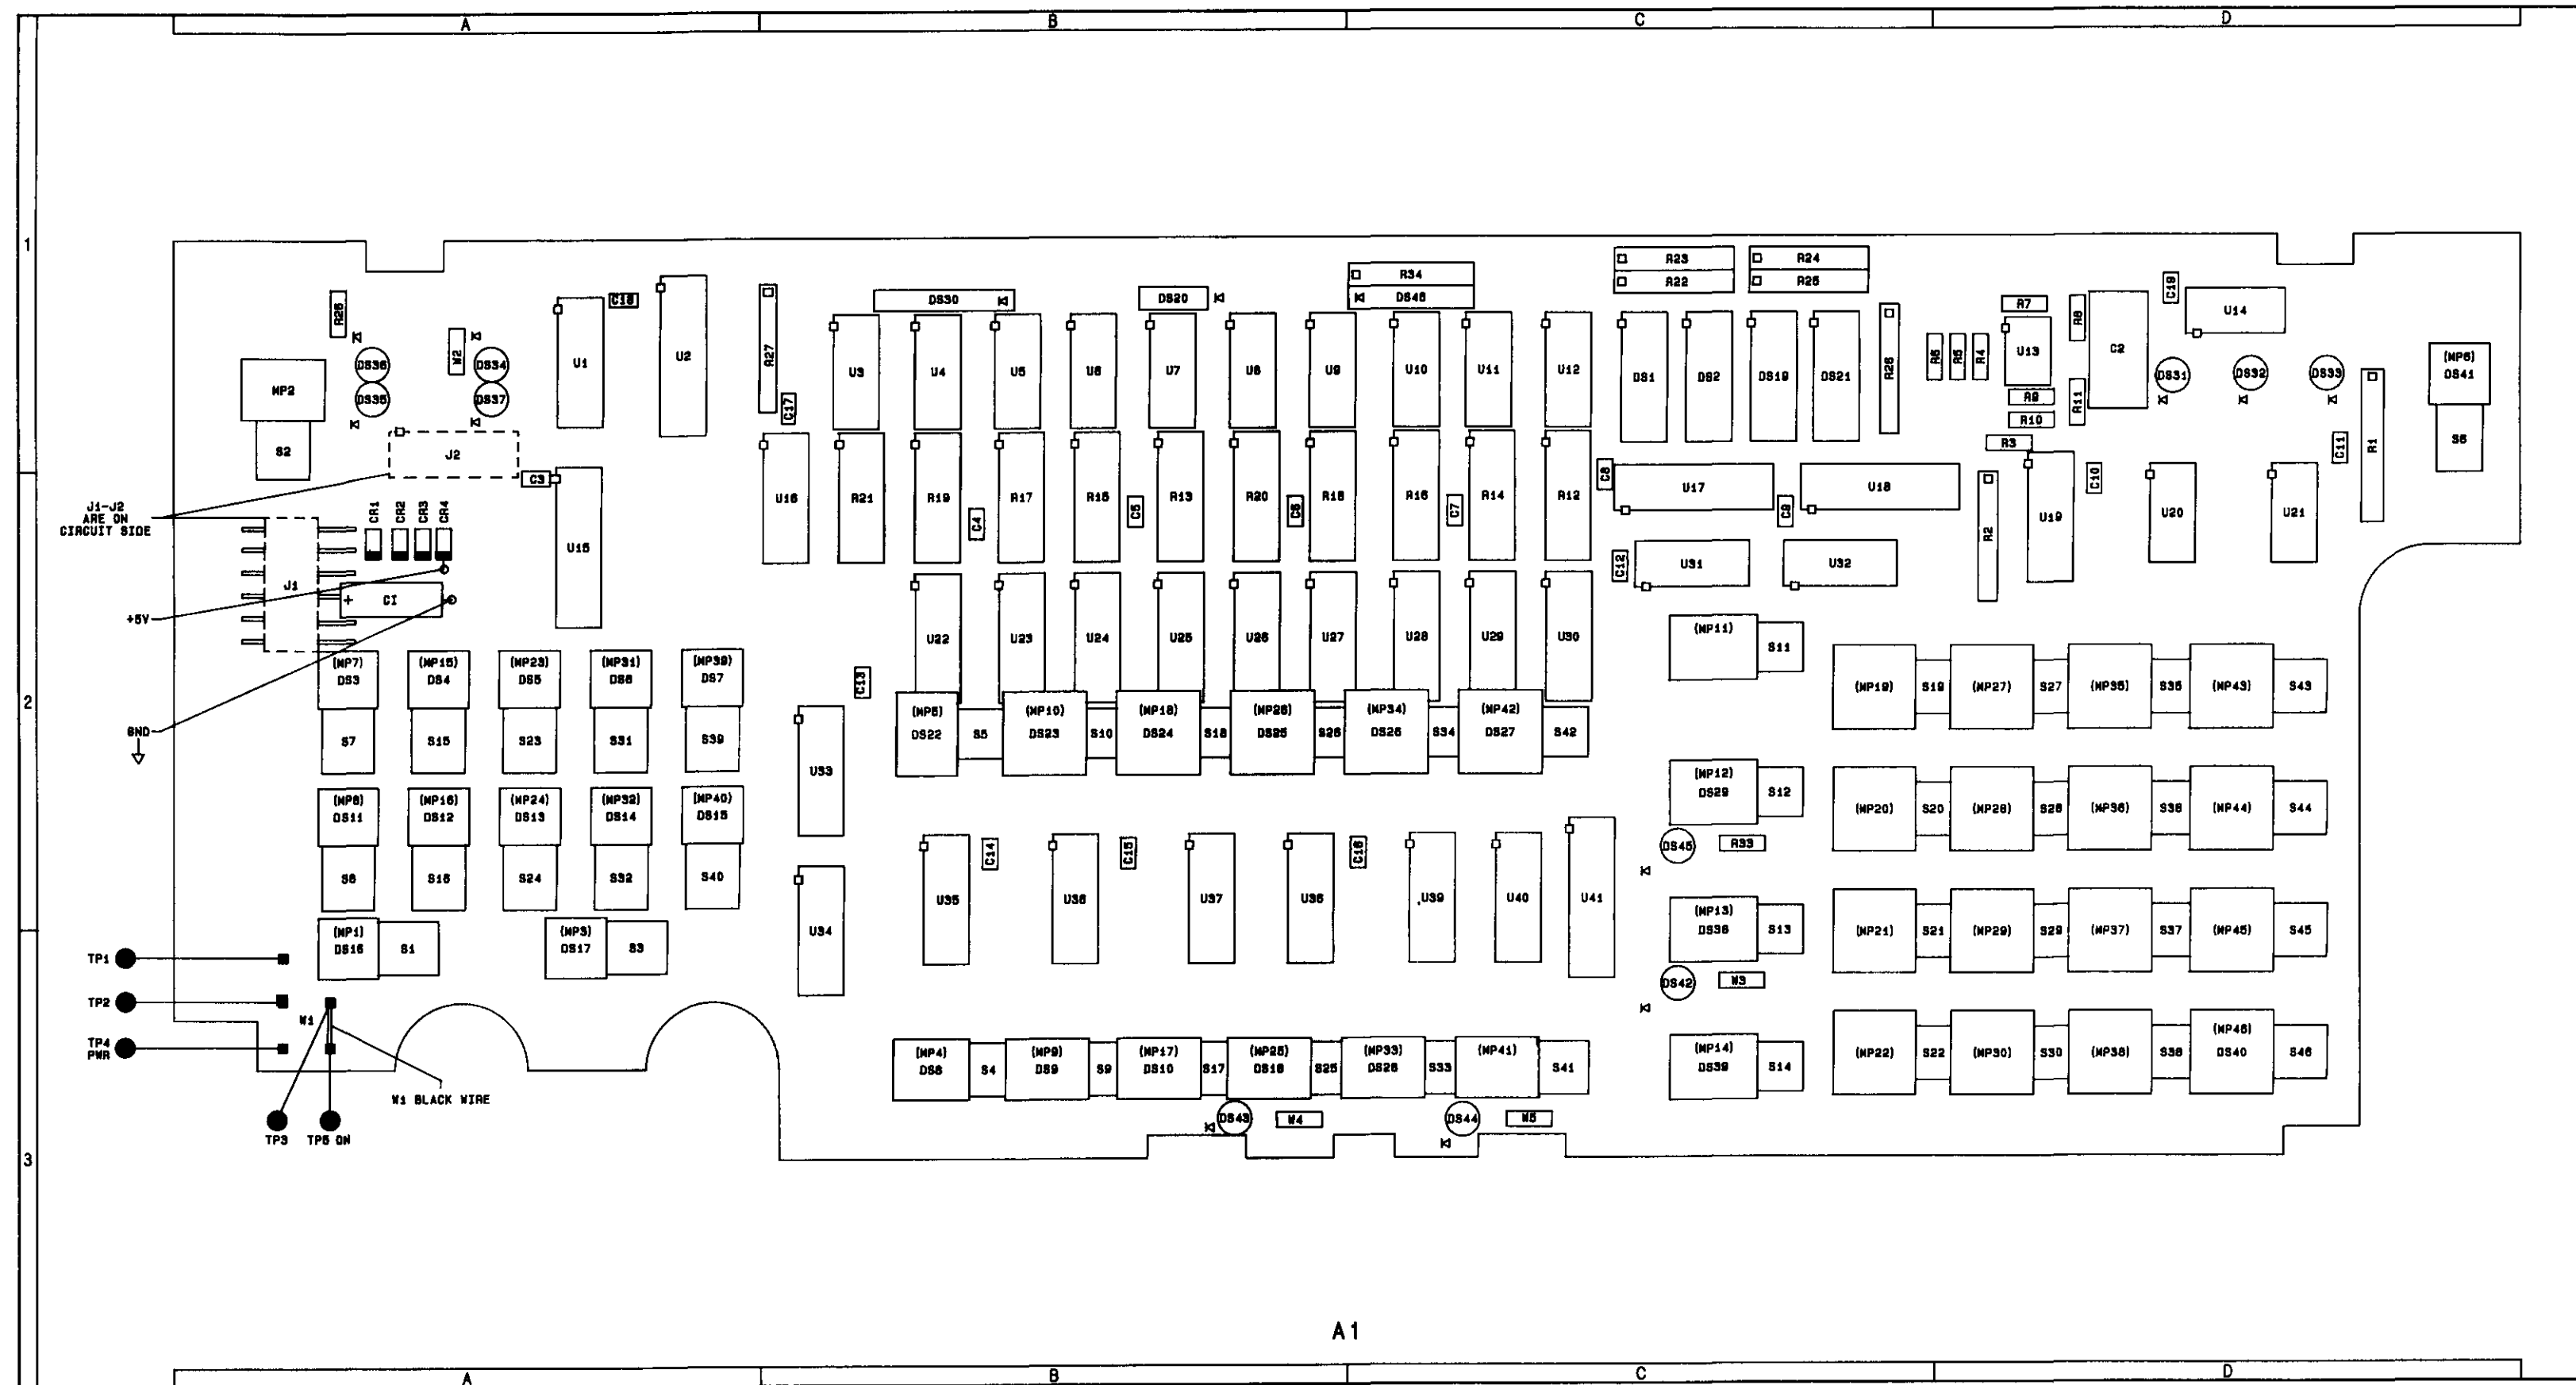 A B C D
1
R23 R24
R34
R22 R25
DS30 DS20 DS46
C18 C19
R7 R8 U14
U1 U2 R27 W2
DS36 DS34
U3 U4 U5 U6 U7 U8 U9 U10 U11 U12
DS1 DS2 DS19 DS21 R26
R6 R5 R4 U13 C2
DS31 DS32 DS33
(MP6)
DS41
MP2
DS35 DS37
C17
R9 R11
R10
R3 C11 R1
S2 J2 S6
C3 C8 C10
U16 R21 R19 R17 R15 R13 R20 R18 R16 R14 R12
U17 U18
J1-J2
ARE ON
CIRCUIT SIDE
CR1 CR2 CR3 CR4
C4 C5 C6 C7 C9
U15 R2 U19 U20 U21
C12 U31 U32
J1
CI
+
+5V
U22 U23 U24 U25 U26 U27 U28 U29 U30
(MP11) S11
(MP7) (MP15) (MP23) (MP31) (MP39)
DS3 DS4 DS5 DS6 DS7
C13
2
(MP19) S19 (MP27) S27 (MP35) S35 (MP43) S43
(MP5) (MP10) (MP18) (MP26) (MP34) (MP42)
DS22 S5 DS23 S10 DS24 S18 DS25 S26 DS26 S34 DS27 S42
GND
S7 S15 S23 S31 S39
U33
(MP12)
DS29 S12
(MP8) (MP16) (MP24) (MP32) (MP40)
DS11 DS12 DS13 DS14 DS15
(MP20) S20 (MP28) S28 (MP36) S36 (MP44) S44
DS45 R33
C14 C15 C16
S8 S16 S24 S32 S40
U35 U36 U37 U38 U39 U40 U41
(MP13)
S13
(MP1) (MP3)
DS16 S1 DS17 S3
U34
(MP21) S21 (MP29) S29 (MP37) S37 (MP45) S45
TP1
DS42 W3
TP2
W1
TP4
PWR
(MP4) (MP9) (MP17) (MP25) (MP33) (MP41)
DS8 S4 DS9 S9 DS10 S17 DS18 S25 S33 S41
(MP14)
DS39 S14
(MP22) S22 (MP30) S30 (MP38) S38
(MP46)
DS40 S46
W1 BLACK WIRE
DS43 W4 DS44 W5
TP3 TP5 ON
3
A1
A B C D